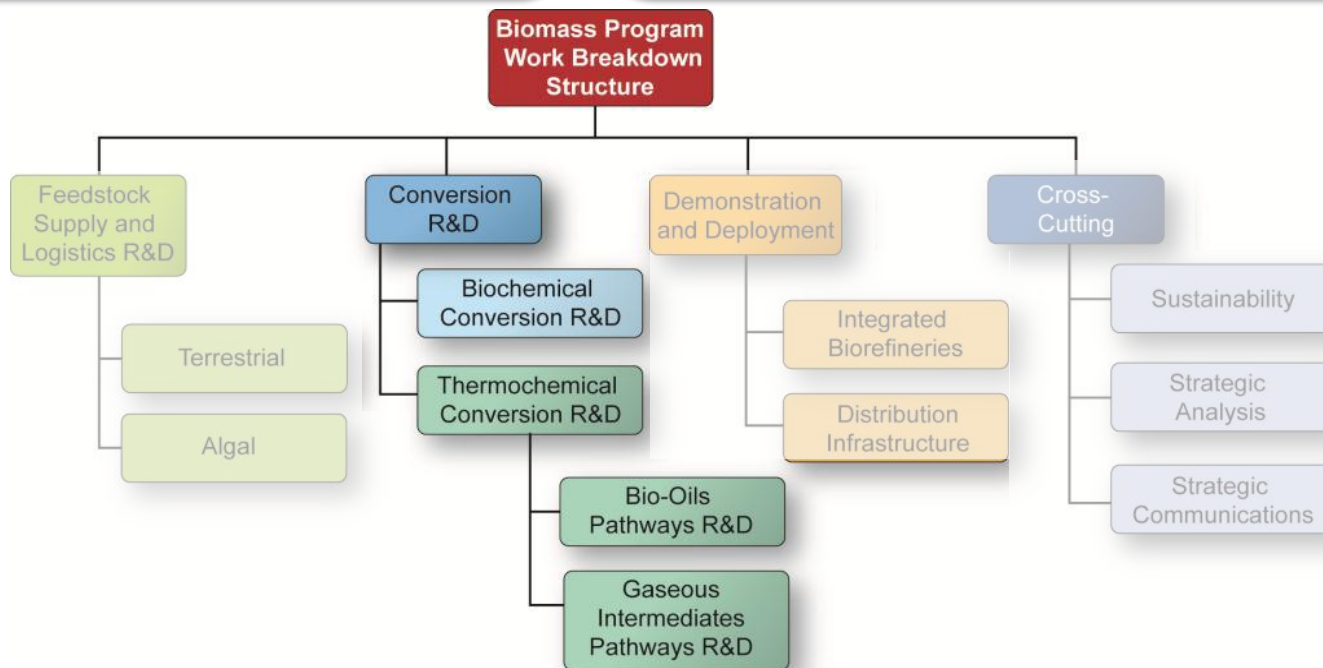 Biomass Program
Work Breakdown
Structure
Feedstock
Supply and
Logistics R&D
Terrestrial
Algal
Conversion
R&D
Biochemical
Conversion R&D
Thermochemical
Conversion R&D
Bio-Oils
Pathways R&D
Gaseous
Intermediates
Pathways R&D
Demonstration
and Deployment
Integrated
Biorefineries
Distribution
Infrastructure
Cross-
Cutting
Sustainability
Strategic
Analysis
Strategic
Communications